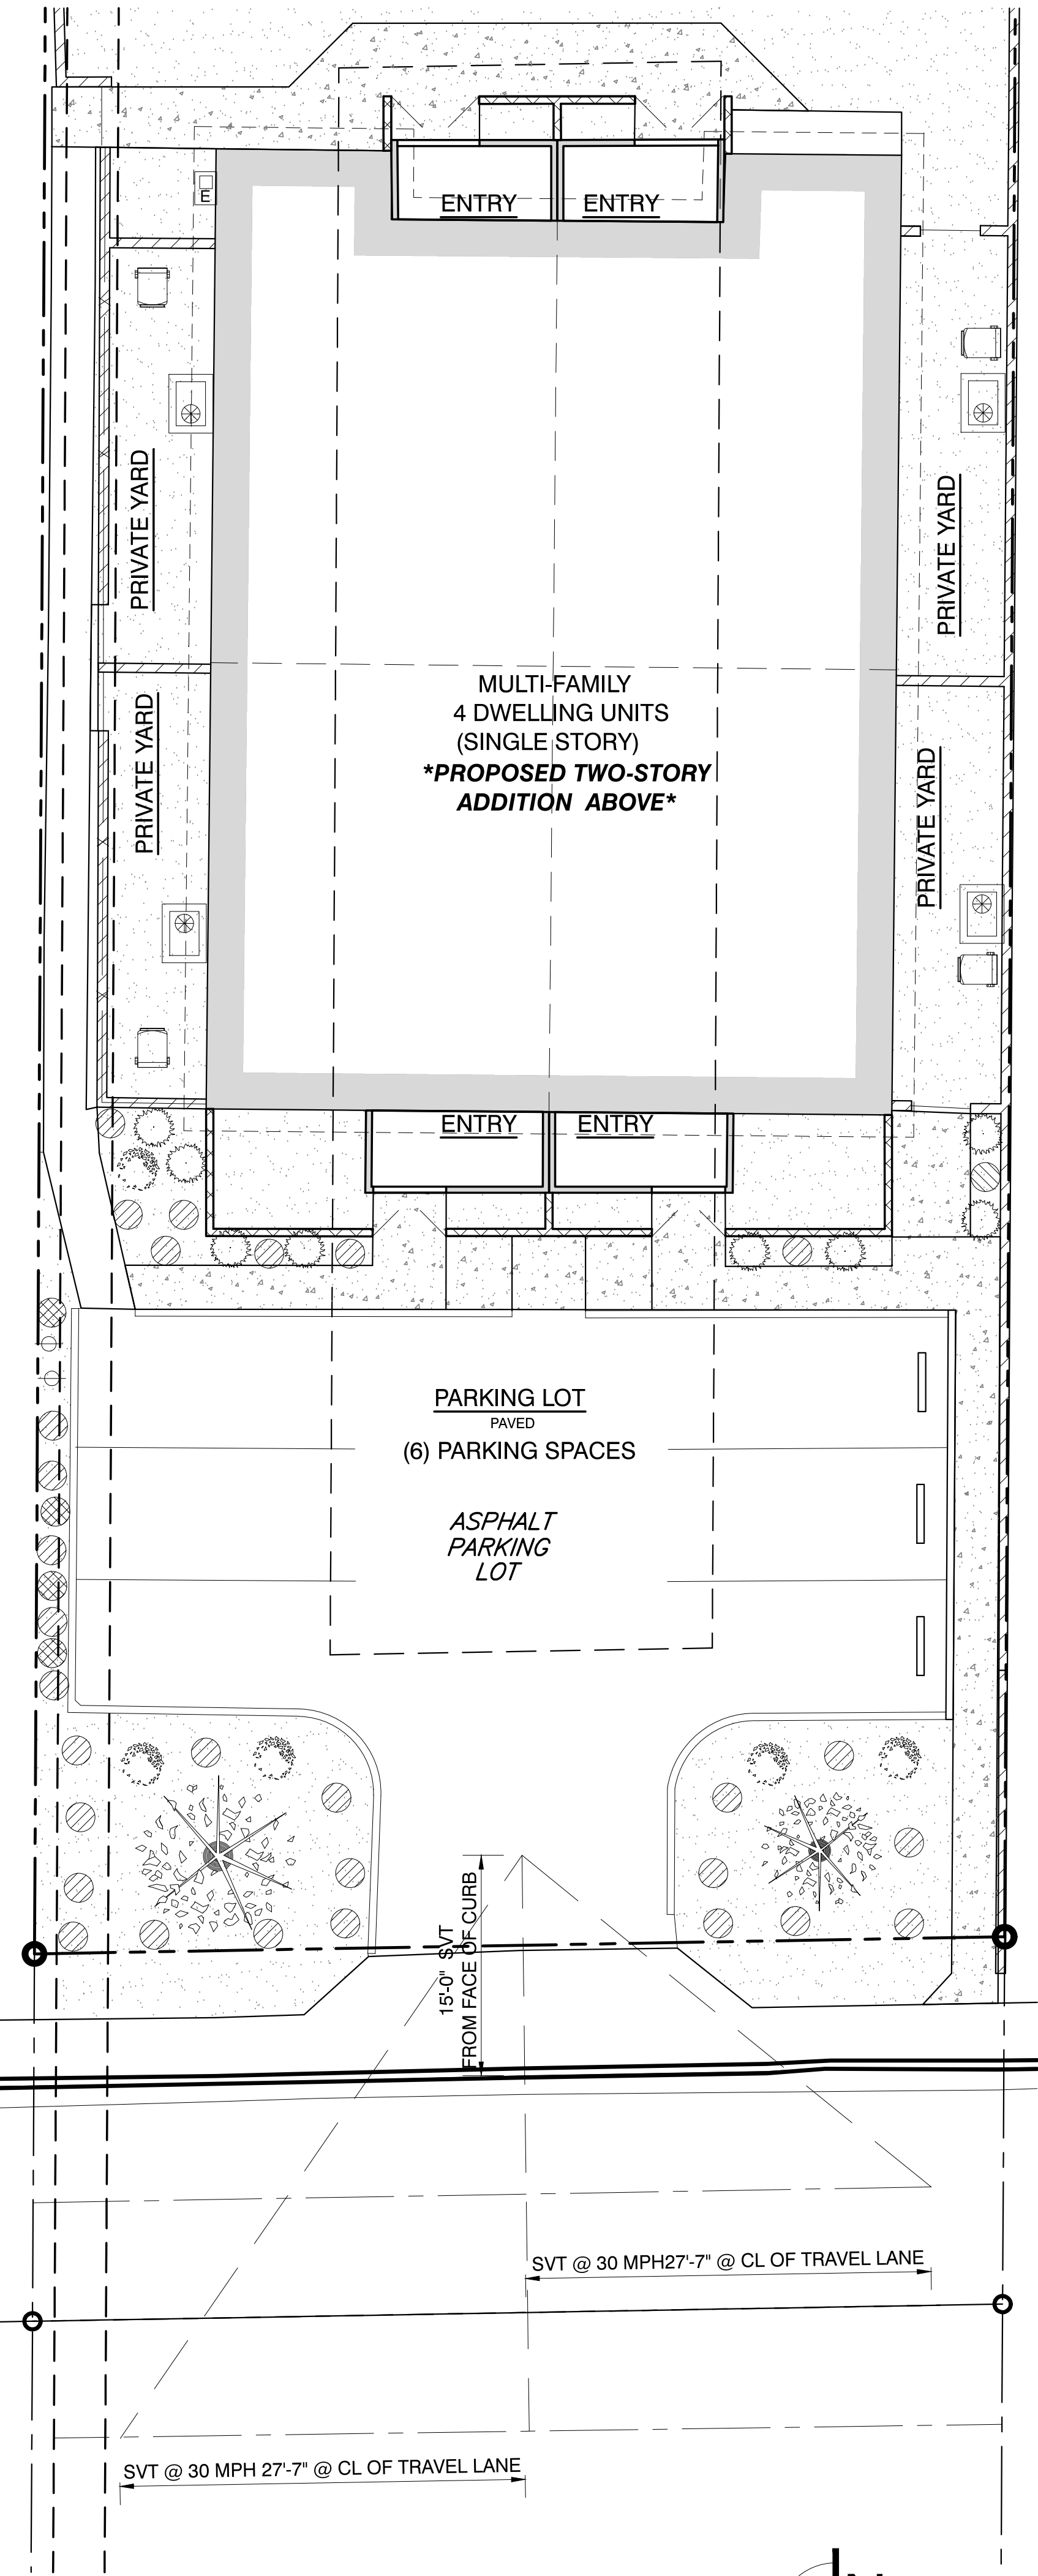 ENTRY
ENTRY
E
PRIVATE YARD
PRIVATE YARD
MULTI-FAMILY
4 DWELLING UNITS
(SINGLE STORY)
*PROPOSED TWO-STORY
ADDITION ABOVE*
PRIVATE YARD
PRIVATE YARD
ENTRY
ENTRY
PARKING LOT
PAVED
(6) PARKING SPACES
ASPHALT
PARKING
LOT
15'-0" SVT
FROM FACE OF CURB
SVT @ 30 MPH27'-7" @ CL OF TRAVEL LANE
SVT @ 30 MPH 27'-7" @ CL OF TRAVEL LANE